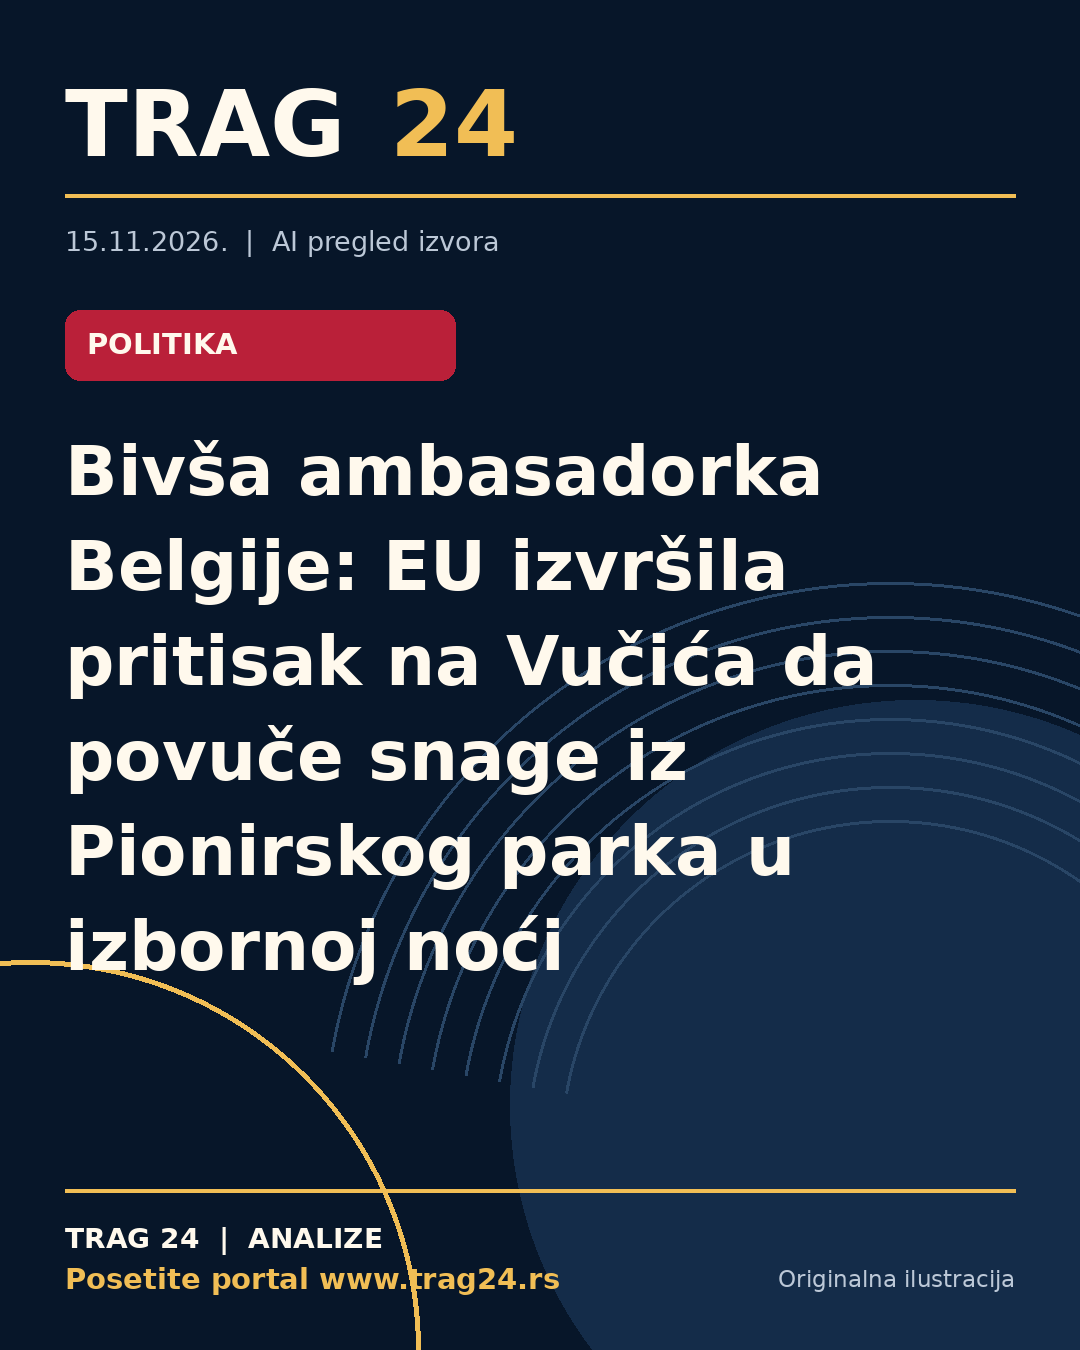 TRAG 24
15.11.2026. | AI pregled izvora
POLITIKA
Bivša ambasadorka
Belgije: EU izvršila
pritisak na Vučića da
povuče snage iz
Pionirskog parka u
izbornoj noći
TRAG 24 | ANALIZE
Posetite portal www.trag24.rs
Originalna ilustracija